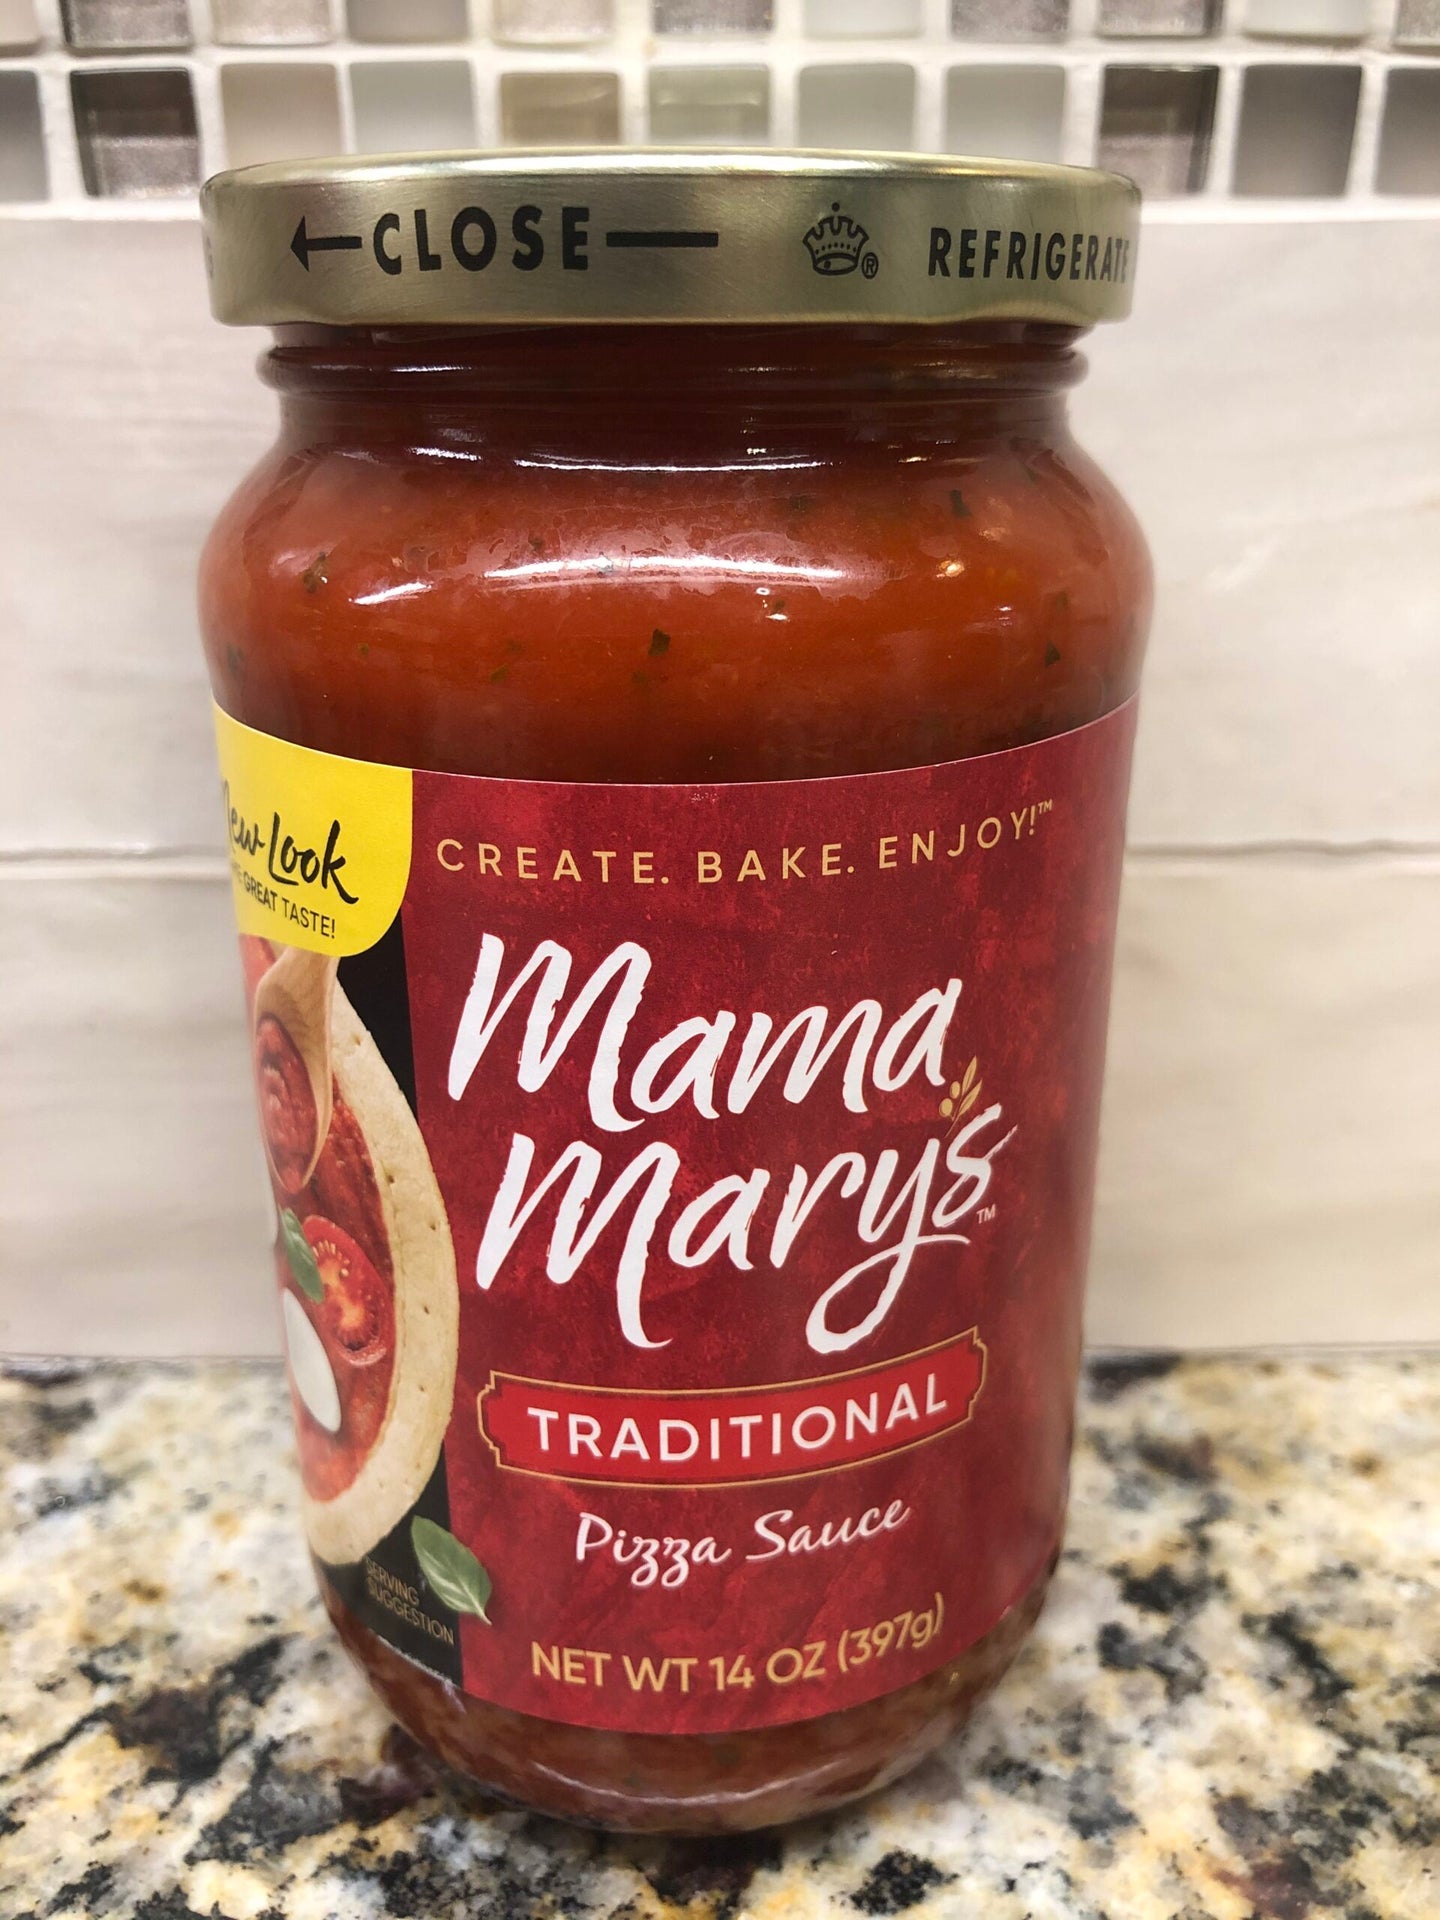 CLOSE
REFRIGERATE
New Look
GREAT TASTE!
CREATE. BAKE. ENJOY!™
Mama
Mary's™
TRADITIONAL
Pizza Sauce
SERVING
SUGGESTION
NET WT 14 OZ (397g)